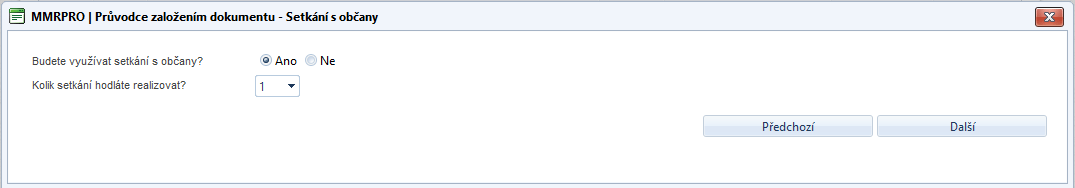 MMRPRO | Průvodce založením dokumentu - Setkání s občany
Budete využívat setkání s občany? Ano Ne
Kolik setkání hodláte realizovat? 1
Předchozí Další